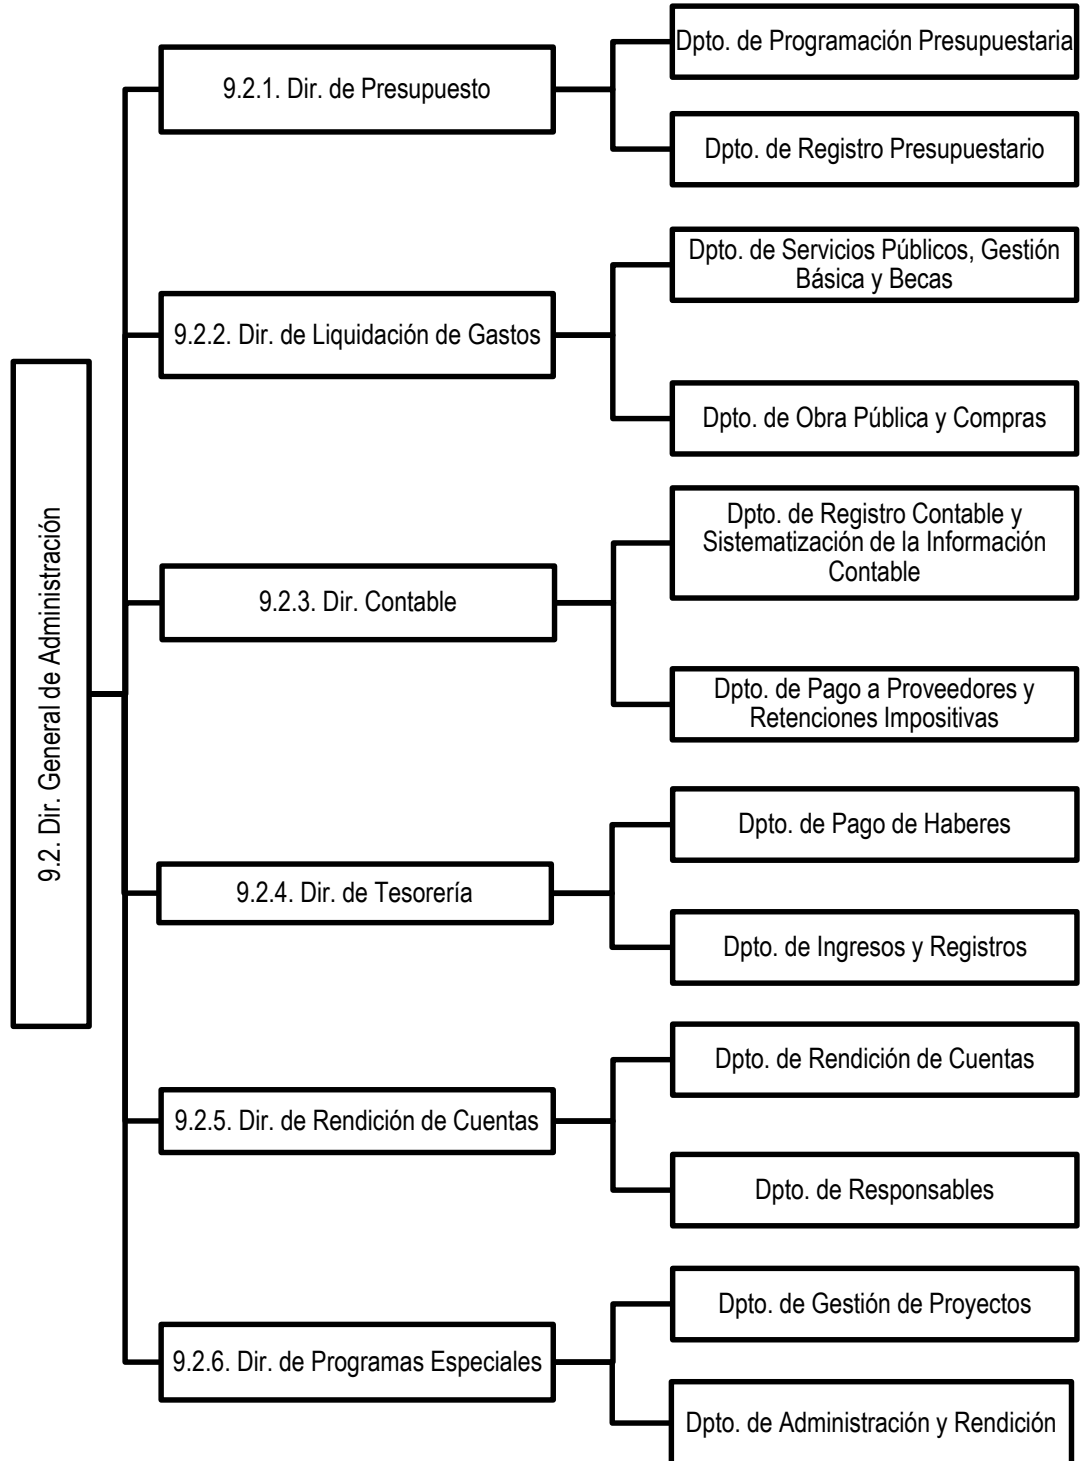 9.2. Dir. General de Administración
9.2.1. Dir. de Presupuesto
Dpto. de Programación Presupuestaria
Dpto. de Registro Presupuestario
9.2.2. Dir. de Liquidación de Gastos
Dpto. de Servicios Públicos, Gestión
Básica y Becas
Dpto. de Obra Pública y Compras
9.2.3. Dir. Contable
Dpto. de Registro Contable y
Sistematización de la Información
Contable
Dpto. de Pago a Proveedores y
Retenciones Impositivas
9.2.4. Dir. de Tesorería
Dpto. de Pago de Haberes
Dpto. de Ingresos y Registros
9.2.5. Dir. de Rendición de Cuentas
Dpto. de Rendición de Cuentas
Dpto. de Responsables
9.2.6. Dir. de Programas Especiales
Dpto. de Gestión de Proyectos
Dpto. de Administración y Rendición